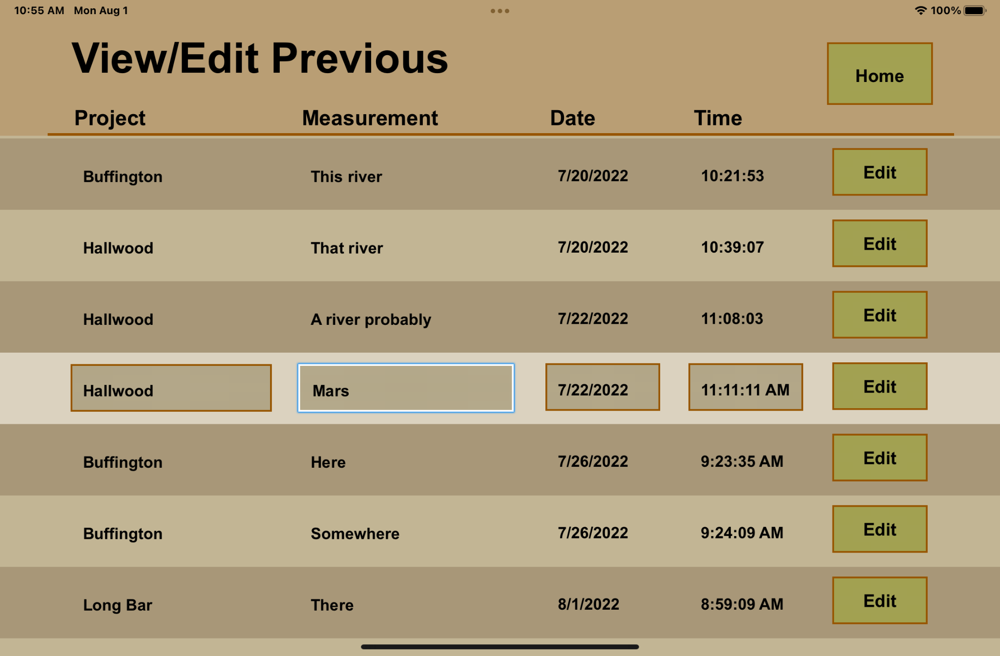 10:55 AM Mon Aug 1 100%
View/Edit Previous
Home
Project Measurement Date Time
Buffington This river 7/20/2022 10:21:53 Edit
Hallwood That river 7/20/2022 10:39:07 Edit
Hallwood A river probably 7/22/2022 11:08:03 Edit
Hallwood Mars 7/22/2022 11:11:11 AM Edit
Buffington Here 7/26/2022 9:23:35 AM Edit
Buffington Somewhere 7/26/2022 9:24:09 AM Edit
Long Bar There 8/1/2022 8:59:09 AM Edit